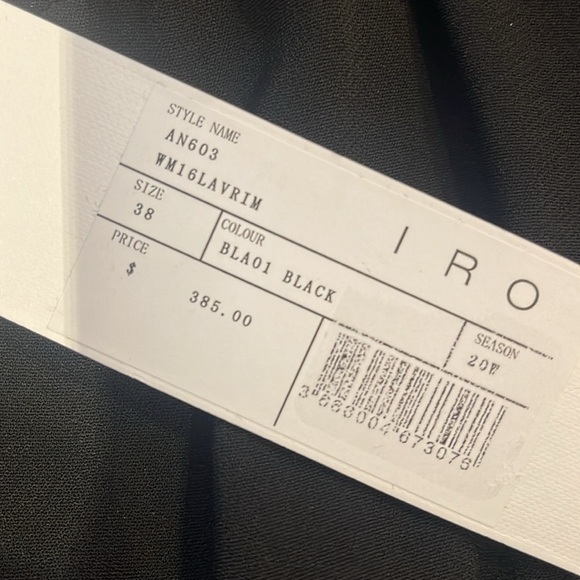 STYLE NAME
AN603
WM16LAVRIM
IRO
SIZE
38
COLOUR
BLA01 BLACK
PRICE
$ 385.00
SEASON
20W